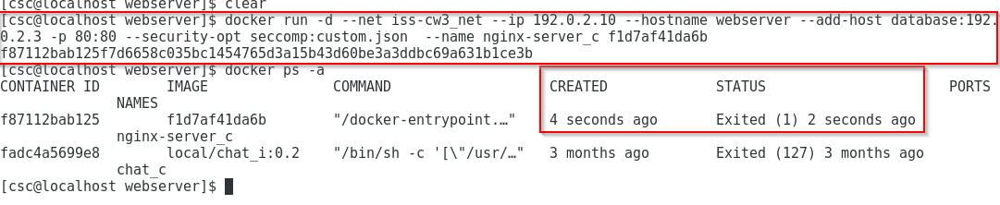 [csc@localhost webserver]$ clear
[csc@localhost webserver]$ docker run -d --net iss-cw3_net --ip 192.0.2.10 --hostname webserver --add-host database:192.
0.2.3 -p 80:80 --security-opt seccomp:custom.json  --name nginx-server_c f1d7af41da6b
f87112bab125f7d6658c035bc1454765d3a15b43d60be3a3ddbc69a631b1ce3b
[csc@localhost webserver]$ docker ps -a
CONTAINER ID        IMAGE               COMMAND                  CREATED             STATUS                      PORTS
              NAMES
f87112bab125        f1d7af41da6b        "/docker-entrypoint.…"   4 seconds ago       Exited (1) 2 seconds ago
              nginx-server_c
fadc4a5699e8        local/chat_i:0.2    "/bin/sh -c '[\"/usr/…"   3 months ago        Exited (127) 3 months ago
              chat_c
[csc@localhost webserver]$